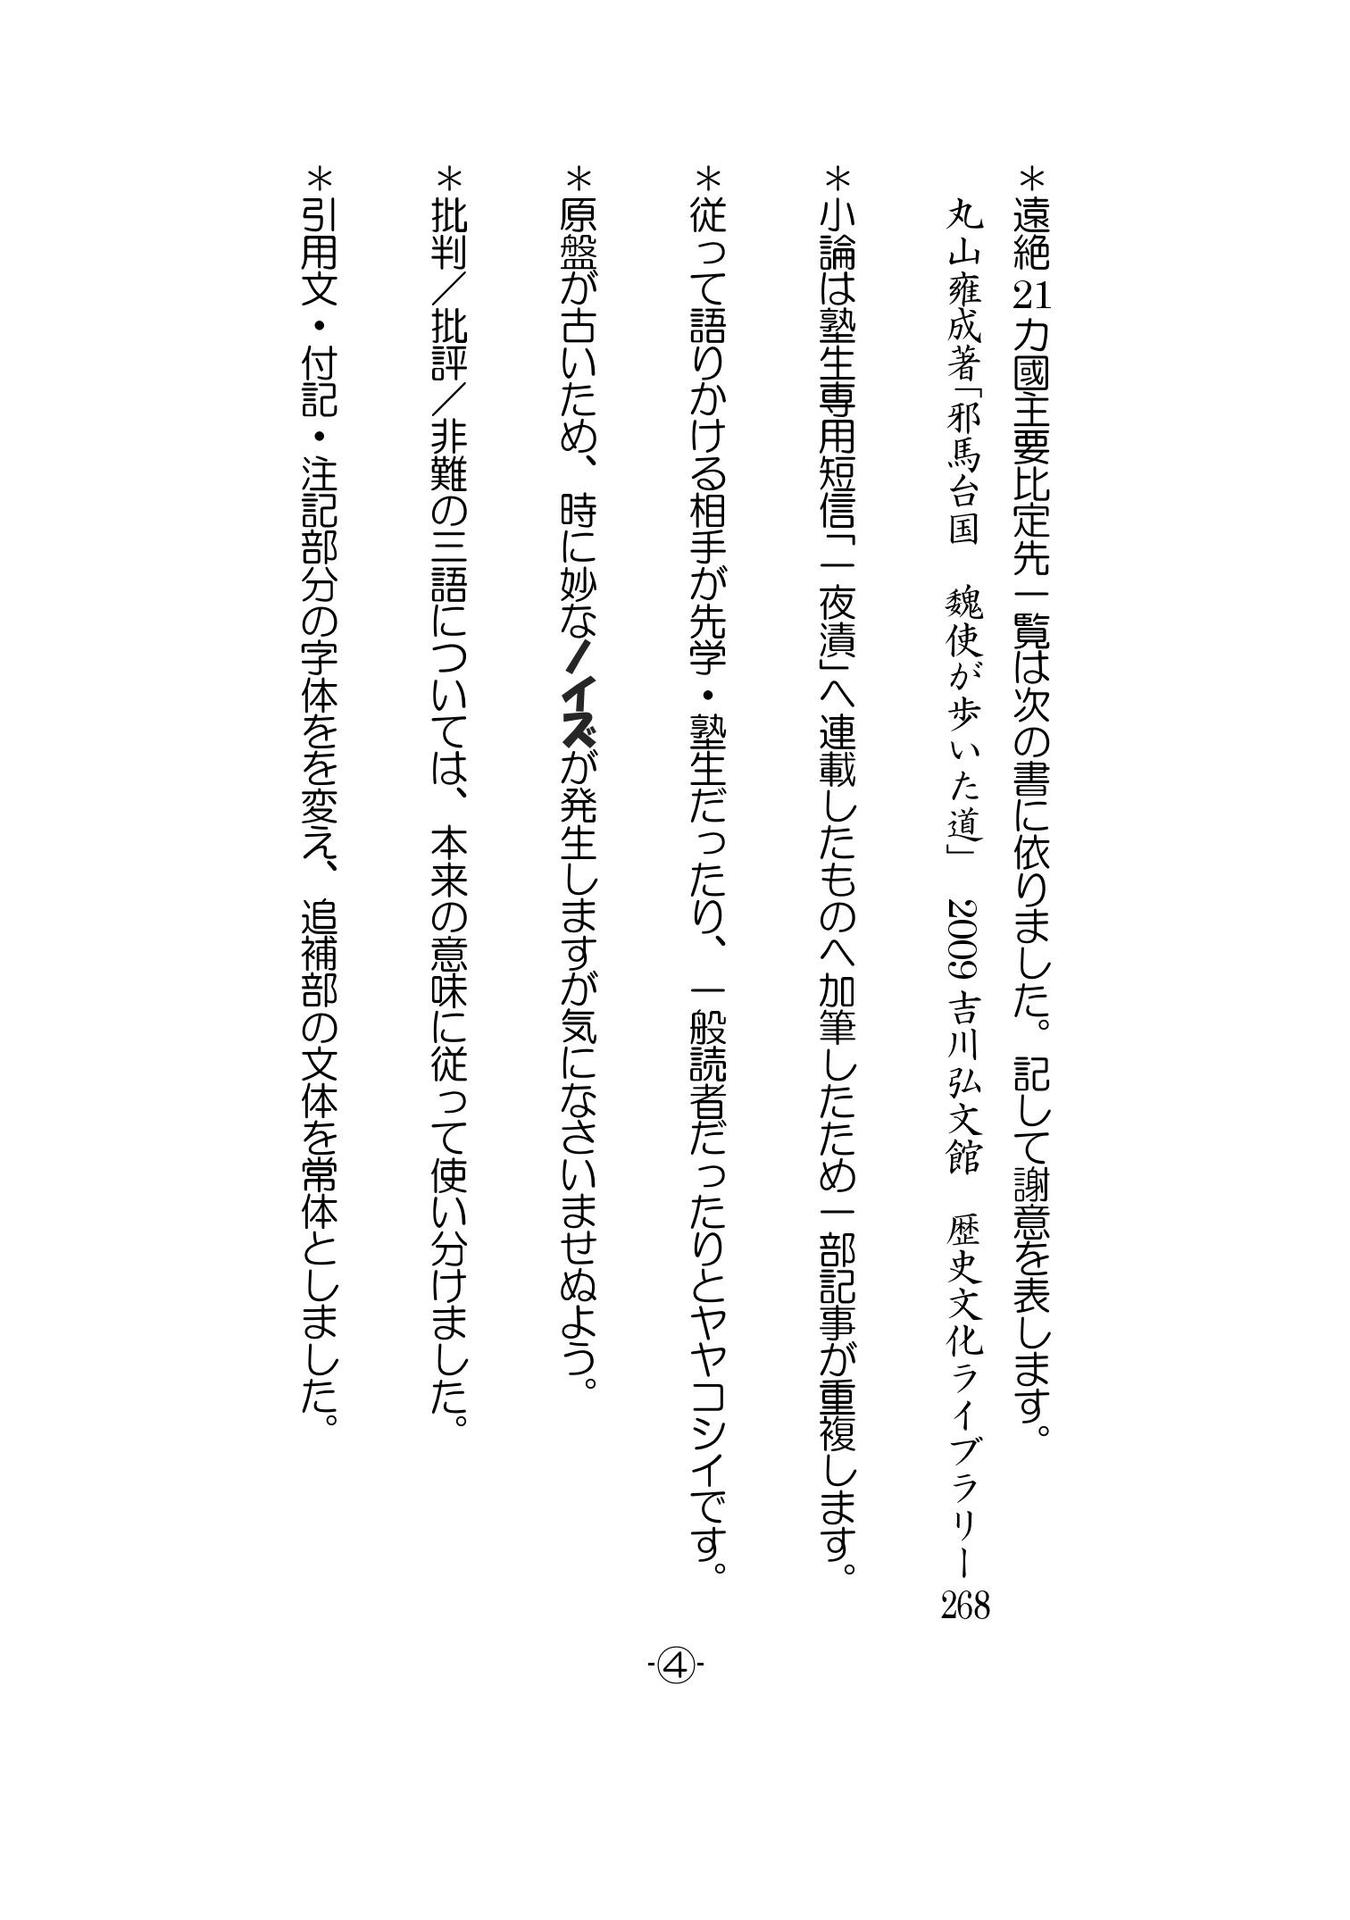 ＊遠絶21カ國主要比定先一覧は次の書に依りました。記して謝意を表します。
丸山雍成著「邪馬台国　魏使が歩いた道」　2009吉川弘文館　歴史文化ライブラリー268
＊小論は塾生専用短信「一夜漬」へ連載したものへ加筆したため一部記事が重複します。
＊従って語りかける相手が先学・塾生だったり、一般読者だったりとヤヤコシイです。
＊原盤が古いため、時に妙なノイズが発生しますが気になさいませぬよう。
＊批判／批評／非難の三語については、本来の意味に従って使い分けました。
＊引用文・付記・注記部分の字体をを変え、追補部の文体を常体としました。
-④-